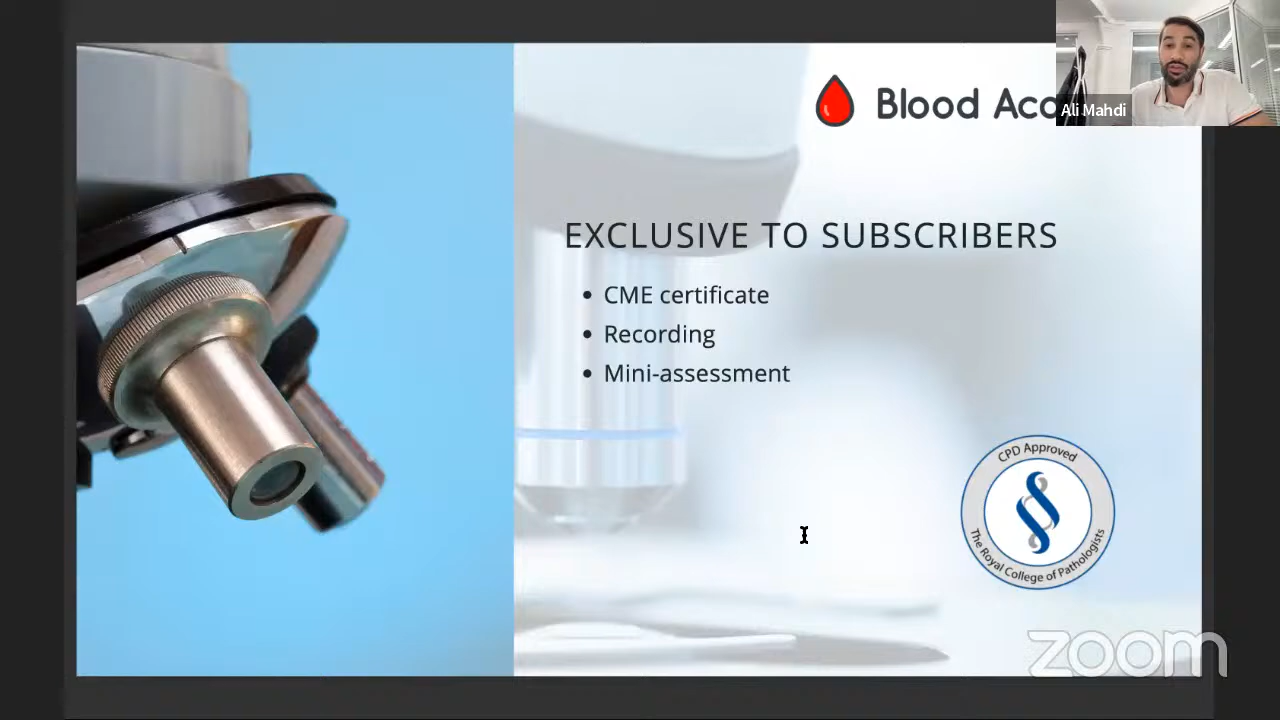 Blood Aca
Ali Mahdi
EXCLUSIVE TO SUBSCRIBERS
• CME certificate
• Recording
• Mini-assessment
CPD Approved
The Royal College of Pathologists
zoom